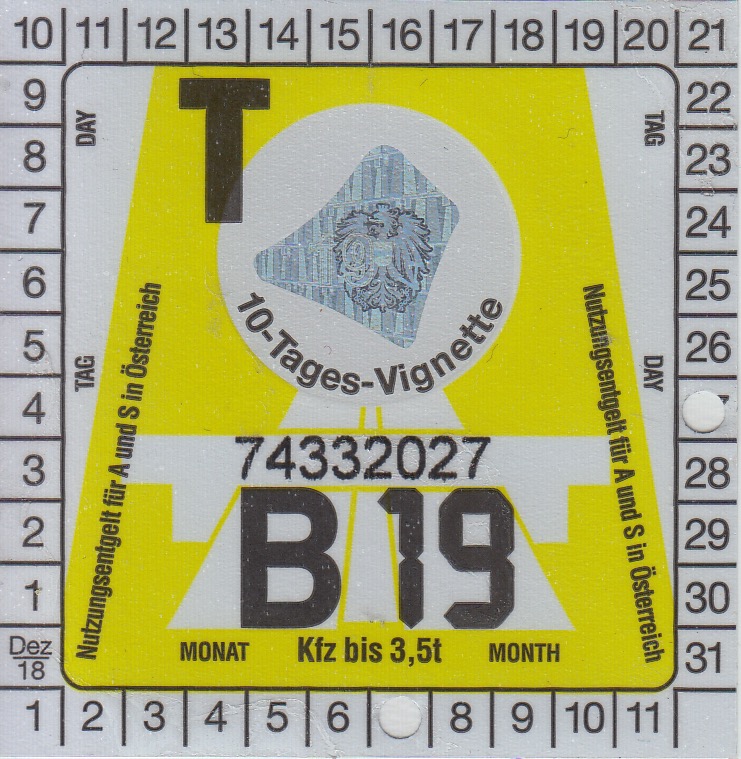 10 11 12 13 14 15 16 17 18 19 20 21
9
8
7
6
5
4
3
2
1
Dez
18
1 2 3 4 5 6 8 9 10 11
22
23
24
25
26
28
29
30
31
DAY
TAG
TAG
DAY
T
10-Tages-Vignette
Nutzungsentgelt für A und S in Österreich
Nutzungsentgelt für A und S in Österreich
74332027
B 19
MONAT Kfz bis 3,5t MONTH